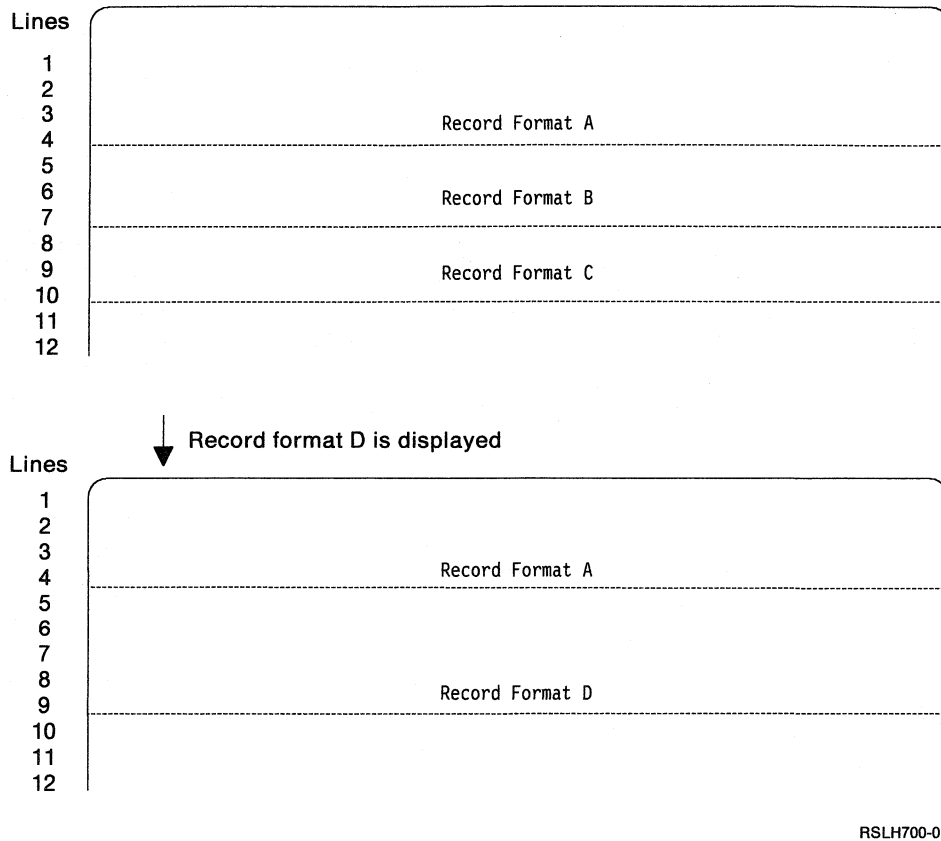 Lines
1
2
3
Record Format A
4
5
6
Record Format B
7
8
9
Record Format C
10
11
12
Record format D is displayed
Lines
1
2
3
Record Format A
4
5
6
7
8
Record Format D
9
10
11
12
RSLH700-0